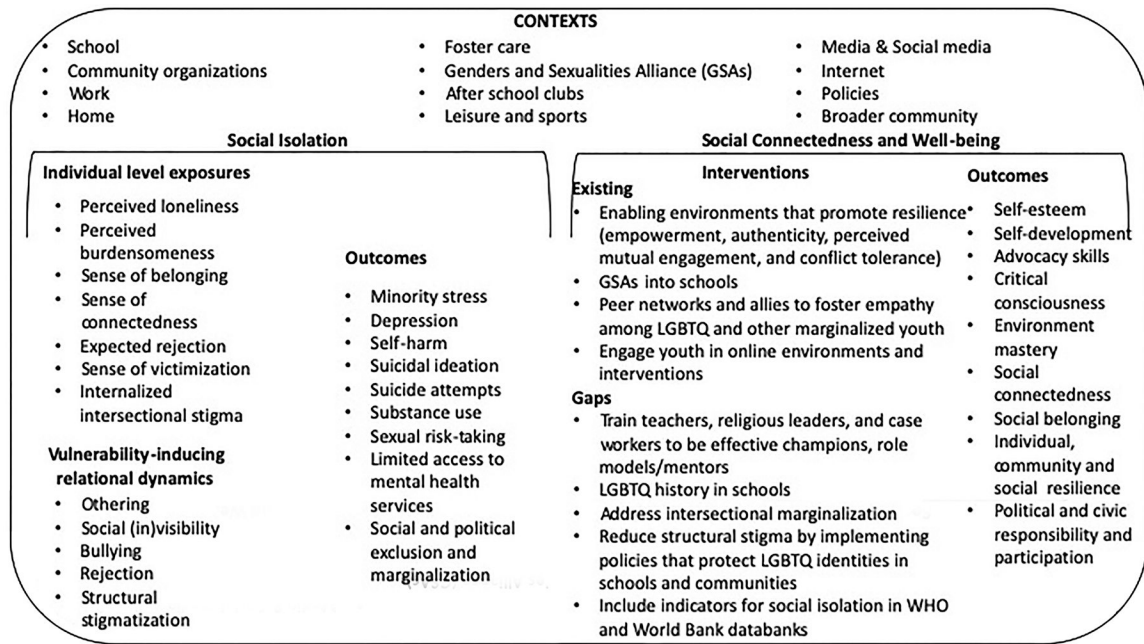 CONTEXTS
• School
• Community organizations
• Work
• Home
• Foster care
• Genders and Sexualities Alliance (GSAs)
• After school clubs
• Leisure and sports
• Media & Social media
• Internet
• Policies
• Broader community
Social Isolation
Individual level exposures
• Perceived loneliness
• Perceived
burdensomeness
• Sense of belonging
• Sense of
connectedness
• Expected rejection
• Sense of victimization
• Internalized
intersectional stigma
Vulnerability-inducing
relational dynamics
• Othering
• Social (in)visibility
• Bullying
• Rejection
• Structural
stigmatization
Outcomes
• Minority stress
• Depression
• Self-harm
• Suicidal ideation
• Suicide attempts
• Substance use
• Sexual risk-taking
• Limited access to
mental health
services
• Social and political
exclusion and
marginalization
Social Connectedness and Well-being
Interventions
Existing
• Enabling environments that promote resilience
(empowerment, authenticity, perceived
mutual engagement, and conflict tolerance)
• GSAs into schools
• Peer networks and allies to foster empathy
among LGBTQ and other marginalized youth
• Engage youth in online environments and
interventions
Gaps
• Train teachers, religious leaders, and case
workers to be effective champions, role
models/mentors
• LGBTQ history in schools
• Address intersectional marginalization
• Reduce structural stigma by implementing
policies that protect LGBTQ identities in
schools and communities
• Include indicators for social isolation in WHO
and World Bank databanks
Outcomes
• Self-esteem
• Self-development
• Advocacy skills
• Critical
consciousness
• Environment
mastery
• Social
connectedness
• Social belonging
• Individual,
community and
social resilience
• Political and civic
responsibility and
participation